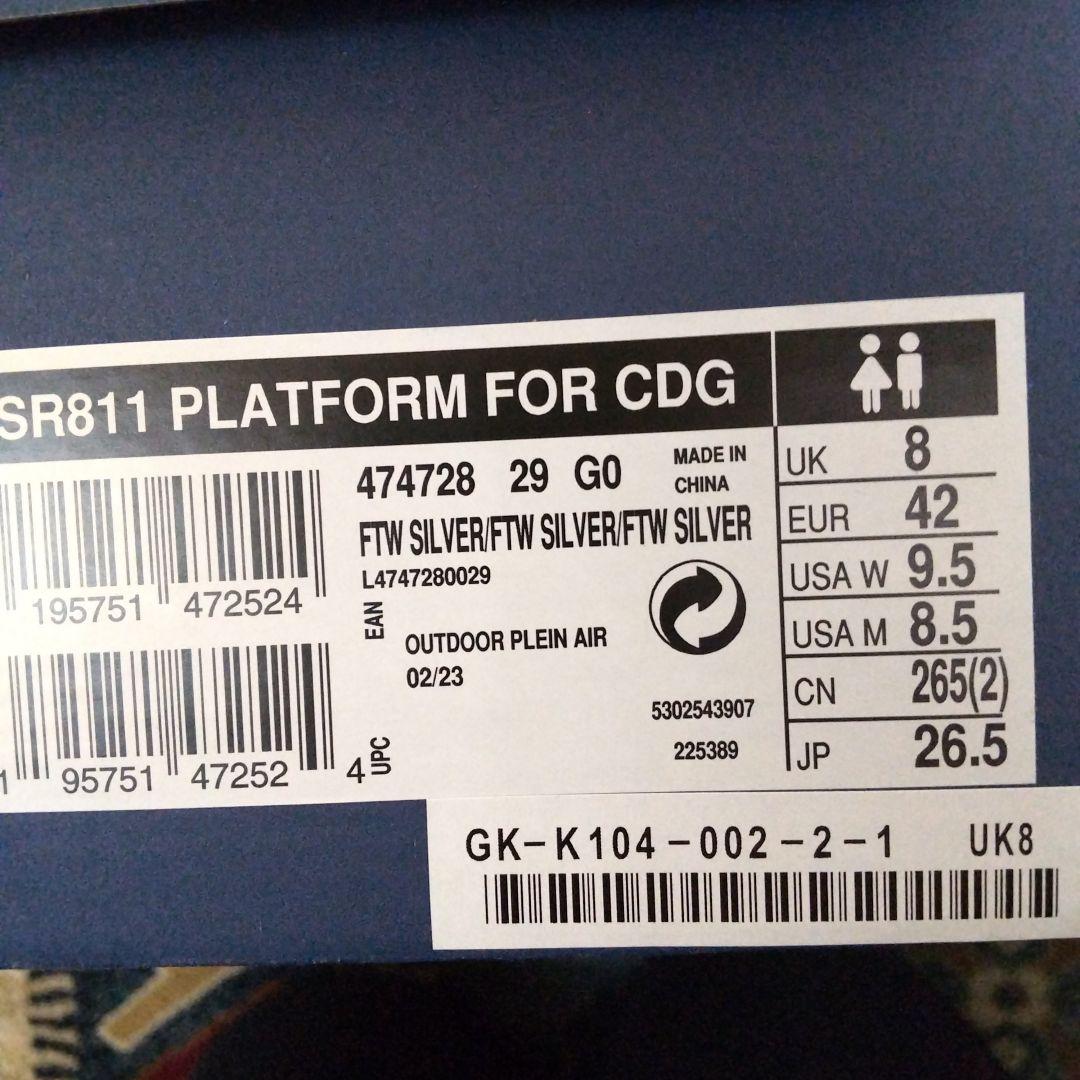 SR811 PLATFORM FOR CDG
474728 29 G0
MADE IN
CHINA
FTW SILVER/FTW SILVER/FTW SILVER
L4747280029
195751 472524
EAN
OUTDOOR PLEIN AIR
02/23
5302543907
225389
1 95751 47252 4
UPC
UK 8
EUR 42
USA W 9.5
USA M 8.5
CN 265(2)
JP 26.5
GK-K104-002-2-1 UK8